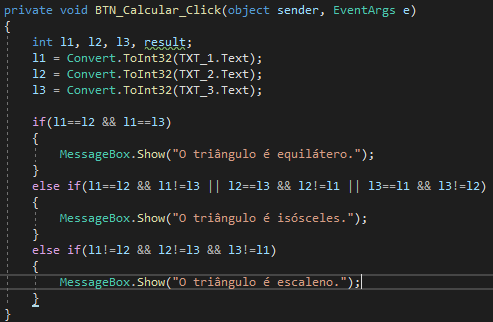 private void BTN_Calcular_Click(object sender, EventArgs e)
{
int l1, l2, l3, result;
l1 = Convert.ToInt32(TXT_1.Text);
l2 = Convert.ToInt32(TXT_2.Text);
l3 = Convert.ToInt32(TXT_3.Text);
if(l1==l2 && l1==l3)
{
MessageBox.Show("O triângulo é equilátero.");
}
else if(l1==l2 && l1!=l3 || l2==l3 && l2!=l1 || l3==l1 && l3!=l2)
{
MessageBox.Show("O triângulo é isósceles.");
}
else if(l1!=l2 && l2!=l3 && l3!=l1)
{
MessageBox.Show("O triângulo é escaleno.");
}
}